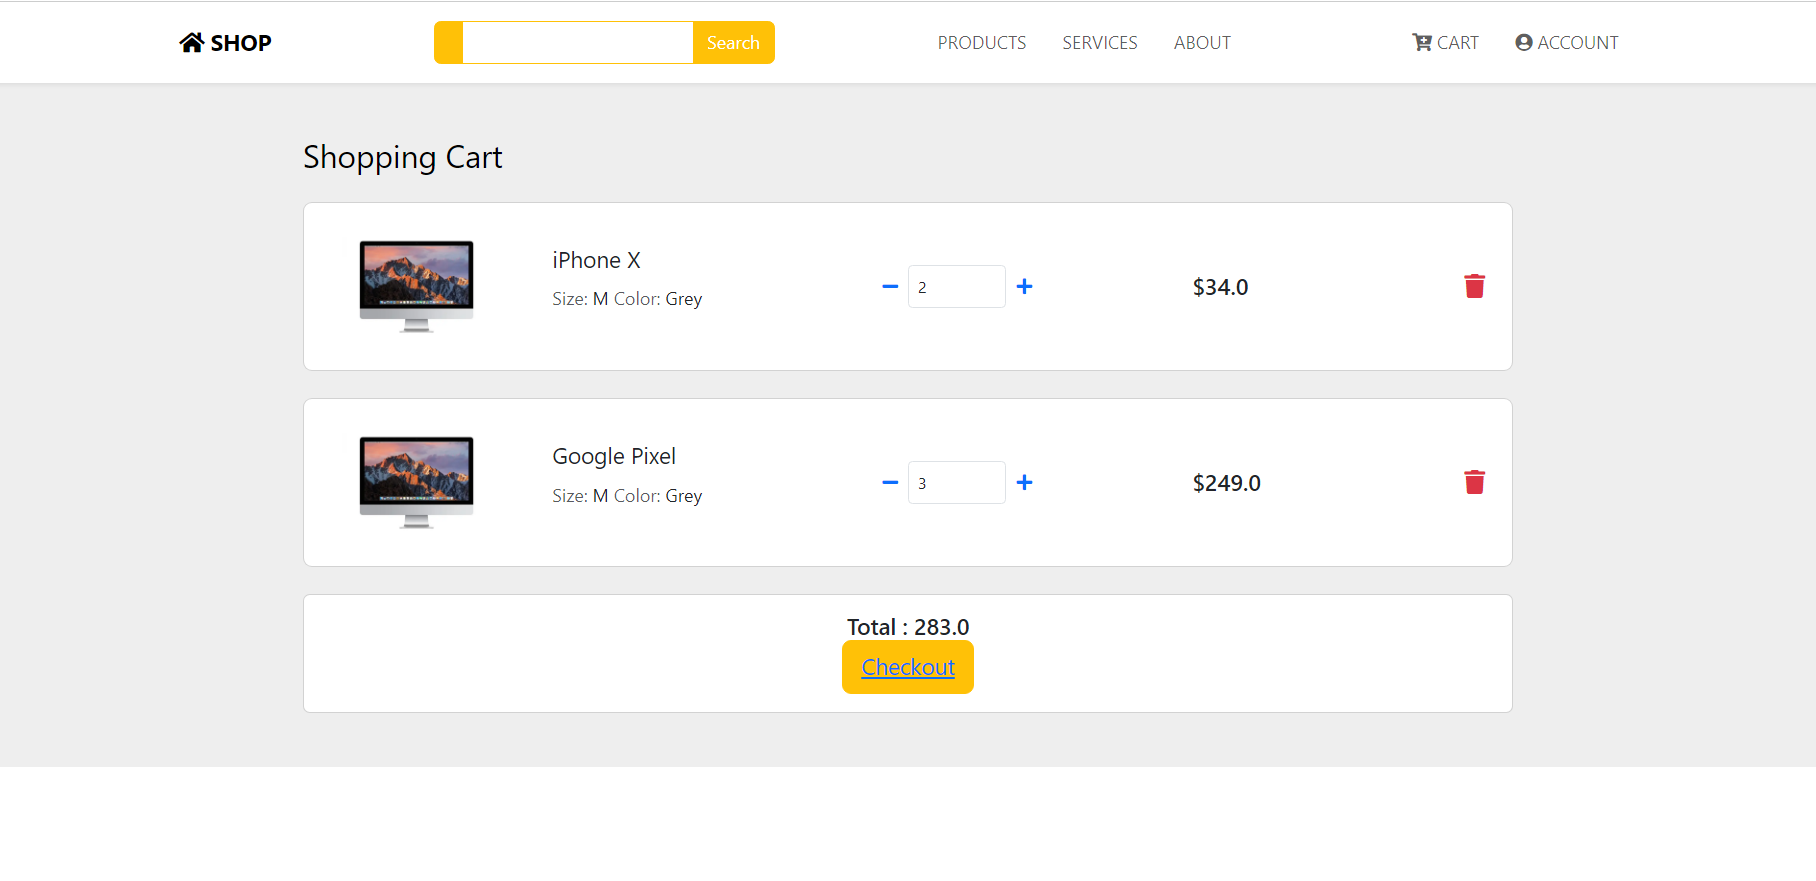 SHOP
Search
PRODUCTS SERVICES ABOUT
CART
ACCOUNT
Shopping Cart
iPhone X
Size: M Color: Grey
2
$34.0
Google Pixel
Size: M Color: Grey
3
$249.0
Total : 283.0
Checkout